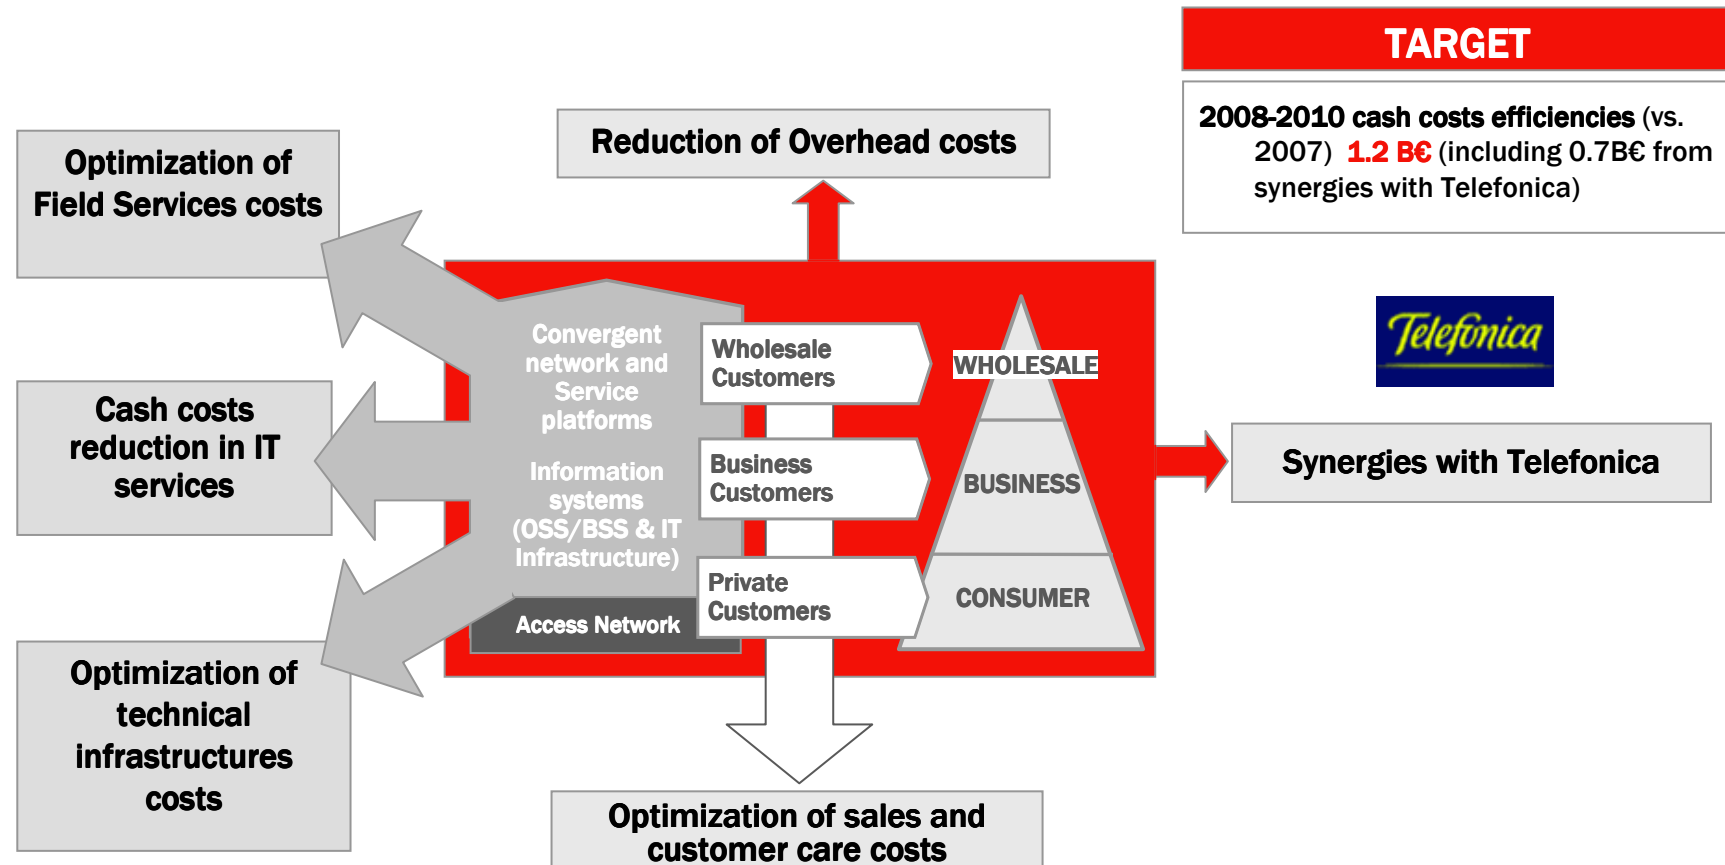 TARGET
2008-2010 cash costs efficiencies (vs.
2007) 1.2 B€ (including 0.7B€ from
synergies with Telefonica)
Reduction of Overhead costs
Optimization of
Field Services costs
Cash costs
reduction in IT
services
Optimization of
technical
infrastructures
costs
Convergent
network and
Service
platforms
Information
systems
(OSS/BSS & IT
Infrastructure)
Access Network
Wholesale
Customers
Business
Customers
Private
Customers
WHOLESALE
BUSINESS
CONSUMER
Telefónica
Synergies with Telefonica
Optimization of sales and
customer care costs